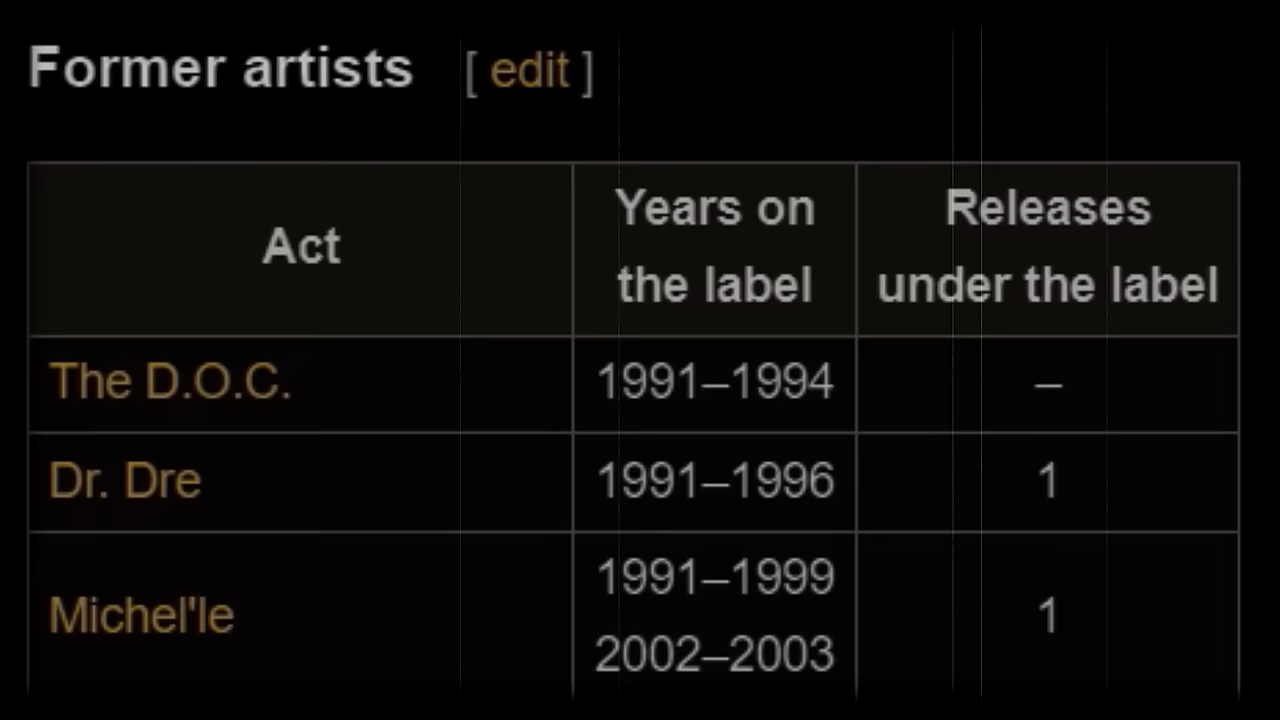 Former artists [ edit ]
Act
Years on
the label
Releases
under the label
The D.O.C.
1991–1994
–
Dr. Dre
1991–1996
1
Michel'le
1991–1999
2002–2003
1